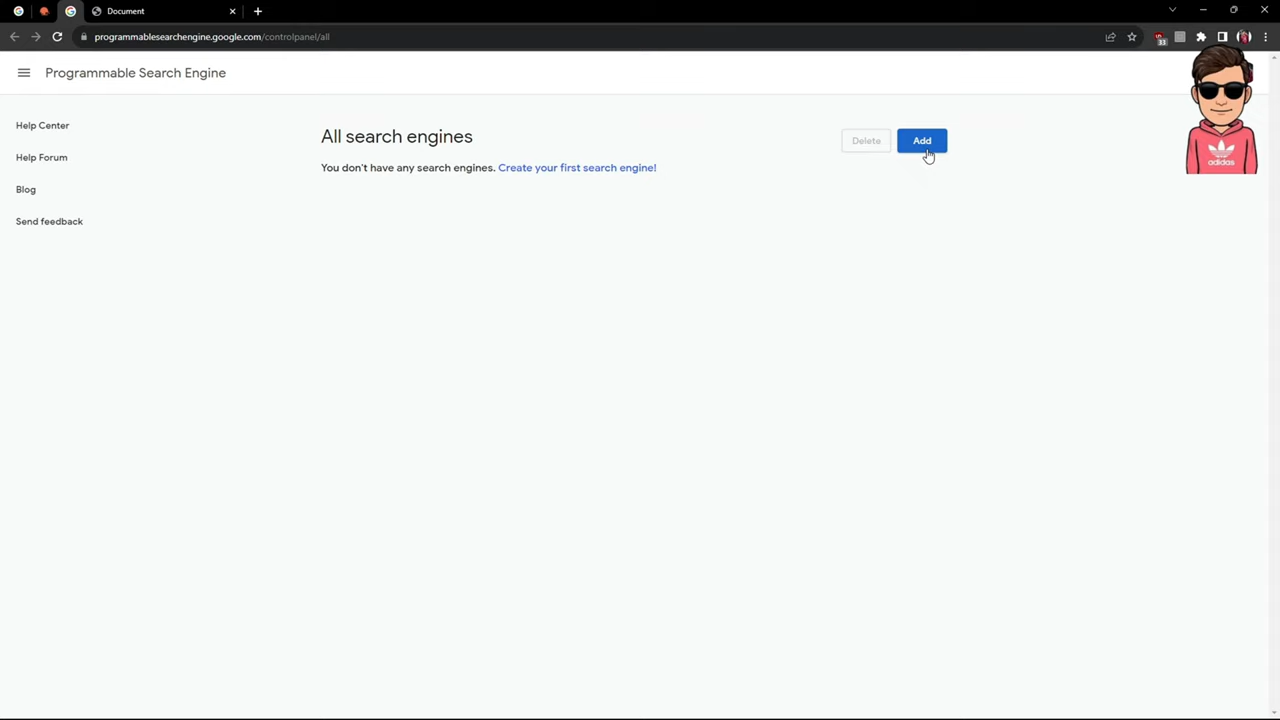 Document
programmablesearchengine.google.com/controlpanel/all
33
Programmable Search Engine
Help Center
Help Forum
Blog
Send feedback
All search engines
Delete
Add
You don't have any search engines. Create your first search engine!
adidas